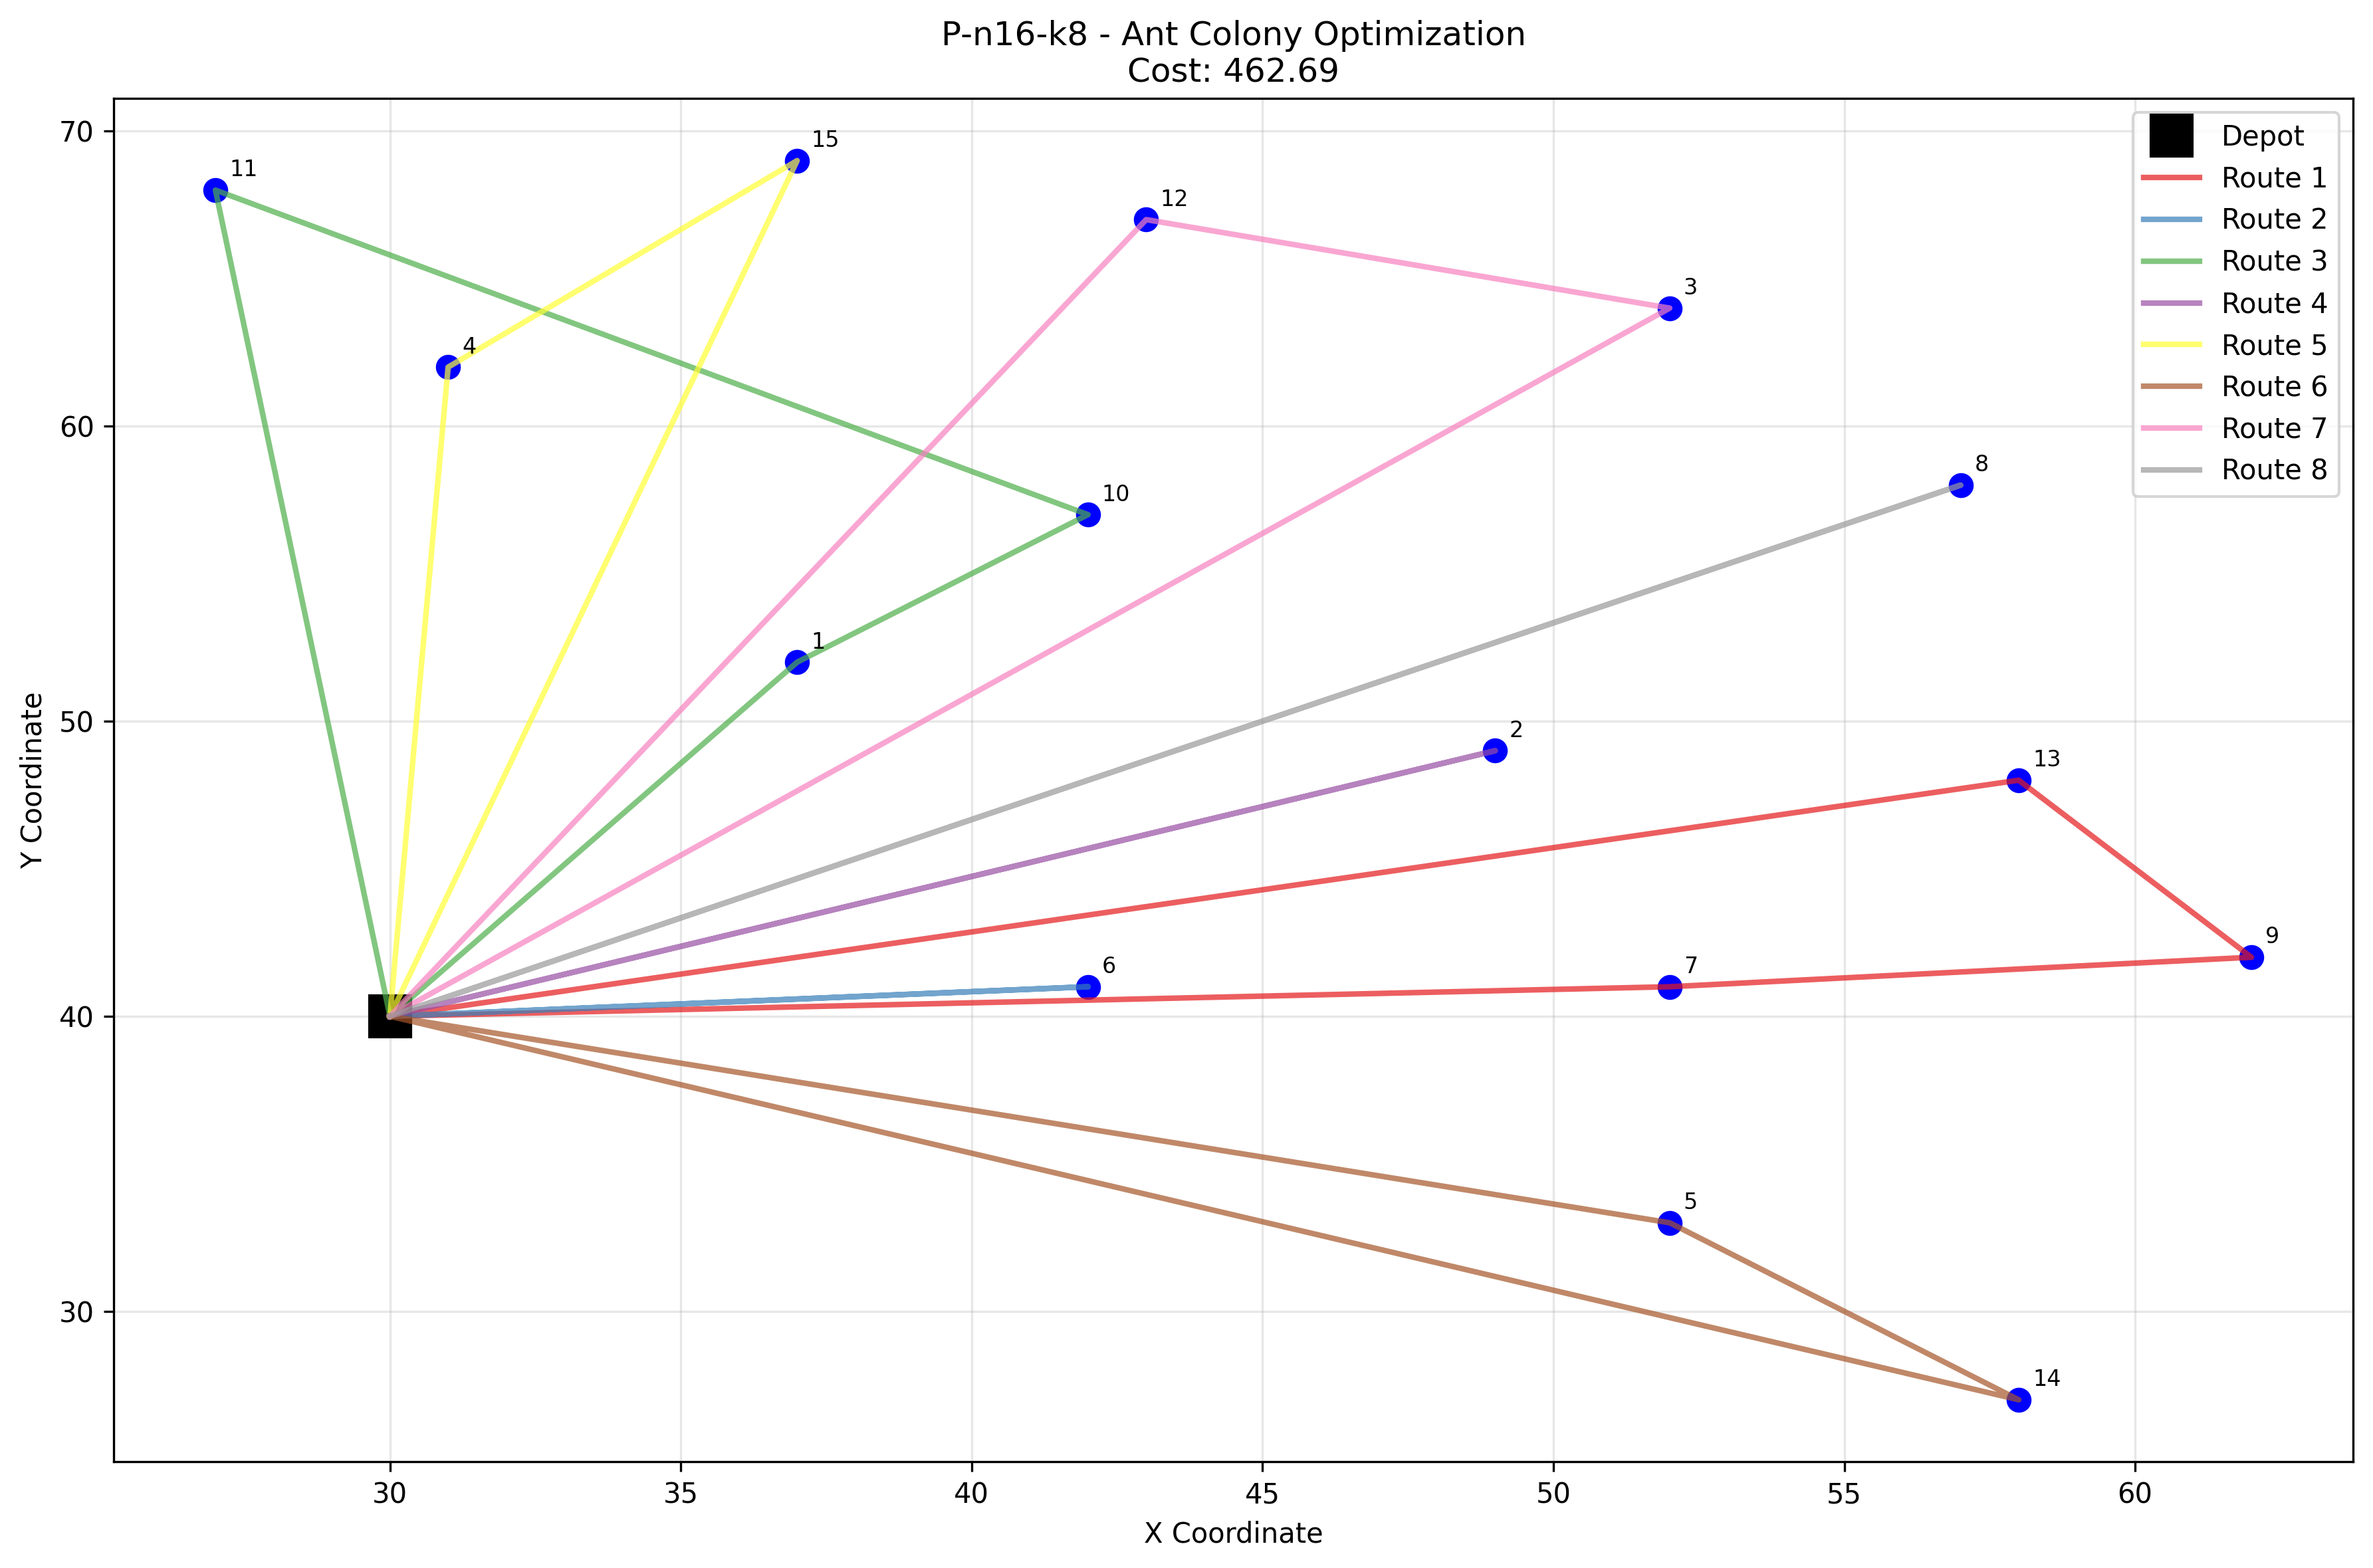 P-n16-k8 - Ant Colony Optimization
Cost: 462.69
Y Coordinate
70
60
50
40
30
11
15
12
3
4
8
10
1
2
13
9
6
7
5
14
Depot
Route 1
Route 2
Route 3
Route 4
Route 5
Route 6
Route 7
Route 8
30
35
40
45
50
55
60
X Coordinate